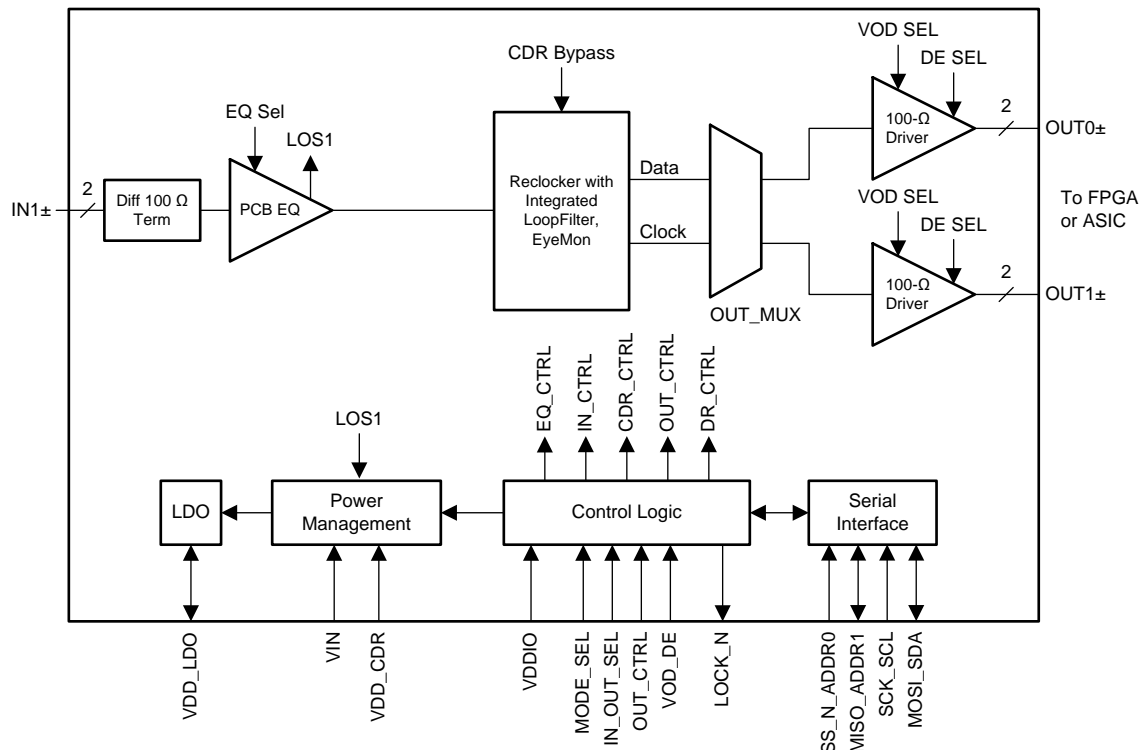 VOD SEL
DE SEL
CDR Bypass
EQ Sel
LOS1
2
100-Ω
Driver
OUT0±
Data
2
IN1±
Diff 100 Ω
Term
PCB EQ
Reclocker with
Integrated
LoopFilter,
EyeMon
VOD SEL
DE SEL
To FPGA
or ASIC
Clock
2
100-Ω
Driver
OUT1±
OUT_MUX
EQ_CTRL
IN_CTRL
CDR_CTRL
OUT_CTRL
DR_CTRL
LOS1
LDO
Power
Management
Control Logic
Serial
Interface
VDD_LDO
VIN
VDD_CDR
VDDIO
MODE_SEL
IN_OUT_SEL
OUT_CTRL
VOD_DE
LOCK_N
SS_N_ADDR0
MISO_ADDR1
SCK_SCL
MOSI_SDA